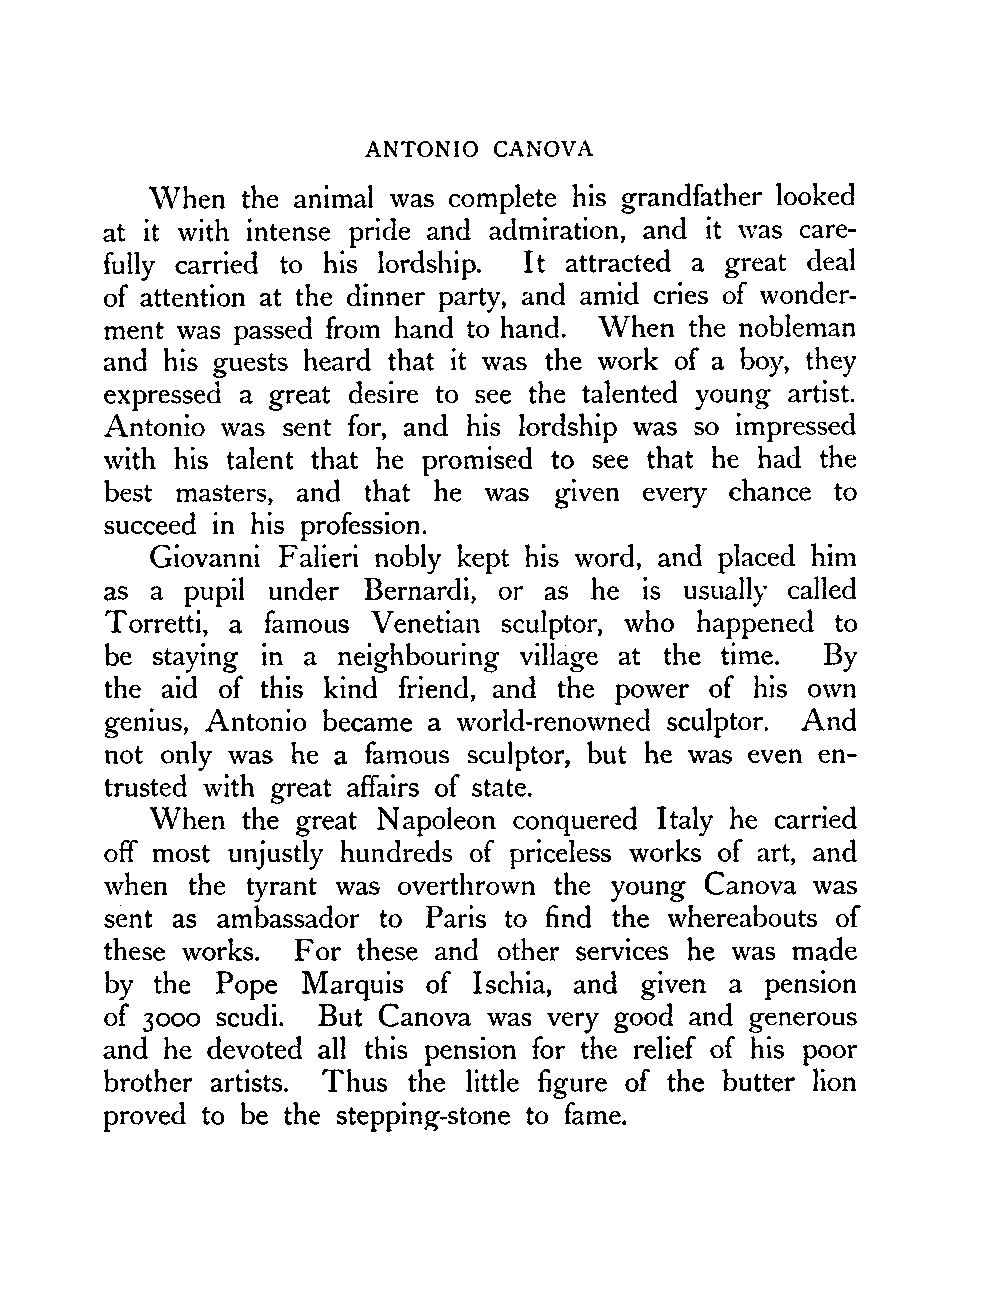 ANTONIO CANOVA
When the animal was complete his grandfather looked
at it with intense pride and admiration, and it was care-
fully carried to his lordship. It attracted a great deal
of attention at the dinner party, and amid cries of wonder-
ment was passed from hand to hand. When the nobleman
and his guests heard that it was the work of a boy, they
expressed a great desire to see the talented young artist.
Antonio was sent for, and his lordship was so impressed
with his talent that he promised to see that he had the
best masters, and that he was given every chance to
succeed in his profession.
Giovanni Falieri nobly kept his word, and placed him
as a pupil under Bernardi, or as he is usually called
Torretti, a famous Venetian sculptor, who happened to
be staying in a neighbouring village at the time. By
the aid of this kind friend, and the power of his own
genius, Antonio became a world-renowned sculptor. And
not only was he a famous sculptor, but he was even en-
trusted with great affairs of state.
When the great Napoleon conquered Italy he carried
off most unjustly hundreds of priceless works of art, and
when the tyrant was overthrown the young Canova was
sent as ambassador to Paris to find the whereabouts of
these works. For these and other services he was made
by the Pope Marquis of Ischia, and given a pension
of 3000 scudi. But Canova was very good and generous
and he devoted all this pension for the relief of his poor
brother artists. Thus the little figure of the butter lion
proved to be the stepping-stone to fame.